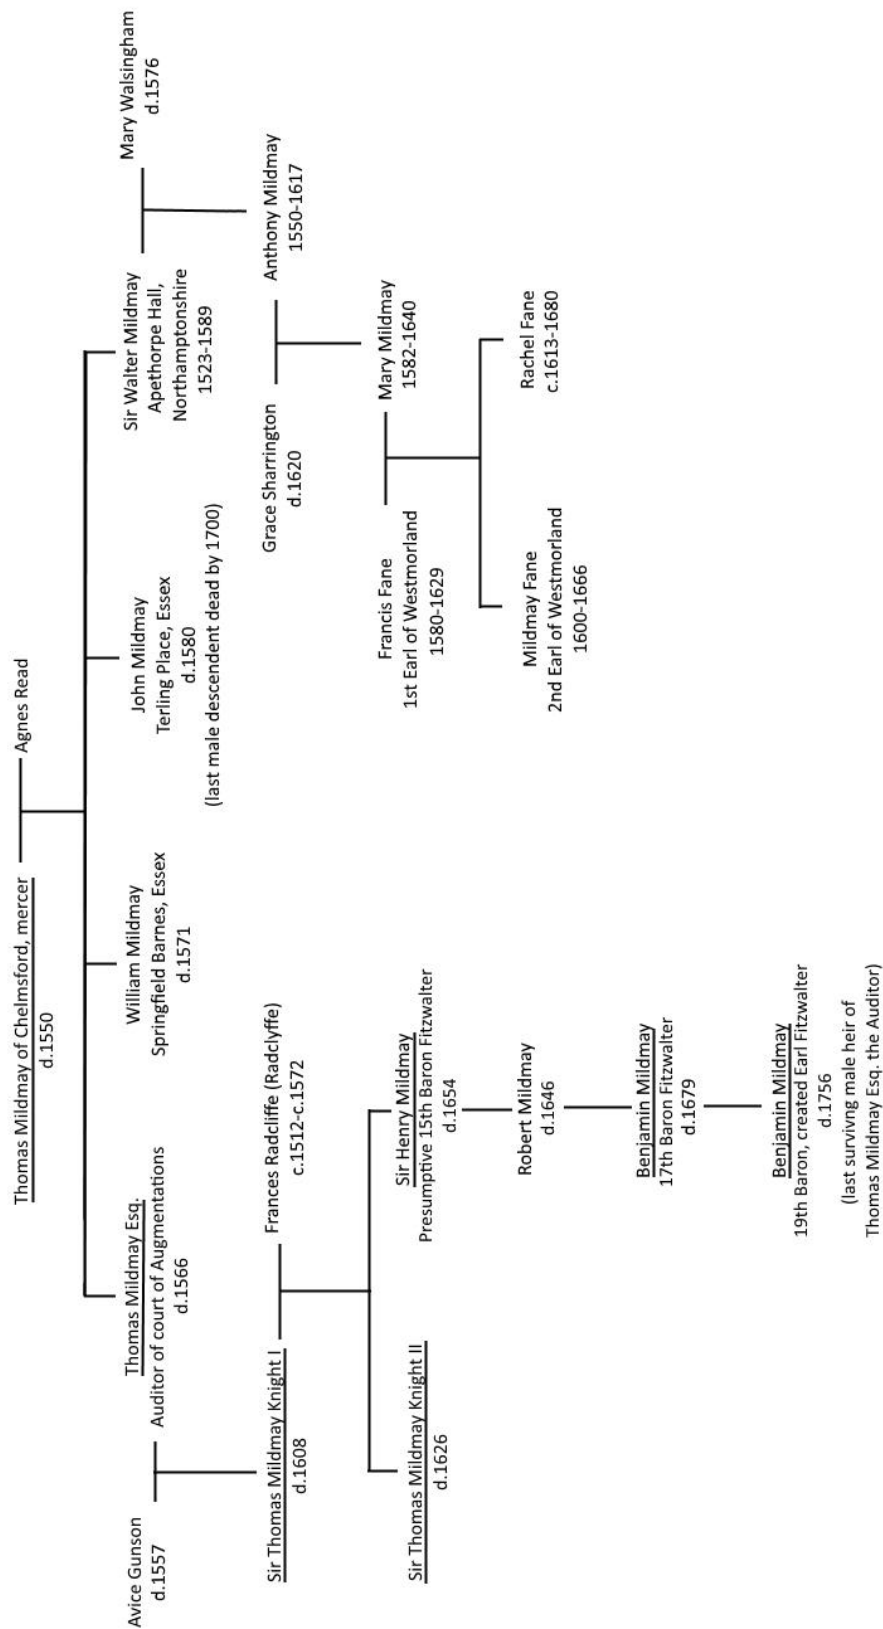 Thomas Mildmay of Chelmsford, mercer
d.1550
Agnes Read
Avice Gunson
d.1557
Thomas Mildmay Esq.
Auditor of court of Augmentations
d.1566
William Mildmay
Springfield Barnes, Essex
d.1571
John Mildmay
Terling Place, Essex
d.1580
(last male descendent dead by 1700)
Sir Walter Mildmay
Apethorpe Hall,
Northamptonshire
1523-1589
Mary Walsingham
d.1576
Sir Thomas Mildmay Knight I
d.1608
Frances Radcliffe (Radclyffe)
c.1512-c.1572
Grace Sharrington
d.1620
Anthony Mildmay
1550-1617
Sir Thomas Mildmay Knight II
d.1626
Sir Henry Mildmay
Presumptive 15th Baron Fitzwalter
d.1654
Francis Fane
1st Earl of Westmorland
1580-1629
Mary Mildmay
1582-1640
Robert Mildmay
d.1646
Mildmay Fane
2nd Earl of Westmorland
1600-1666
Rachel Fane
c.1613-1680
Benjamin Mildmay
17th Baron Fitzwalter
d.1679
Benjamin Mildmay
19th Baron, created Earl Fitzwalter
d.1756
(last survivng male heir of
Thomas Mildmay Esq. the Auditor)